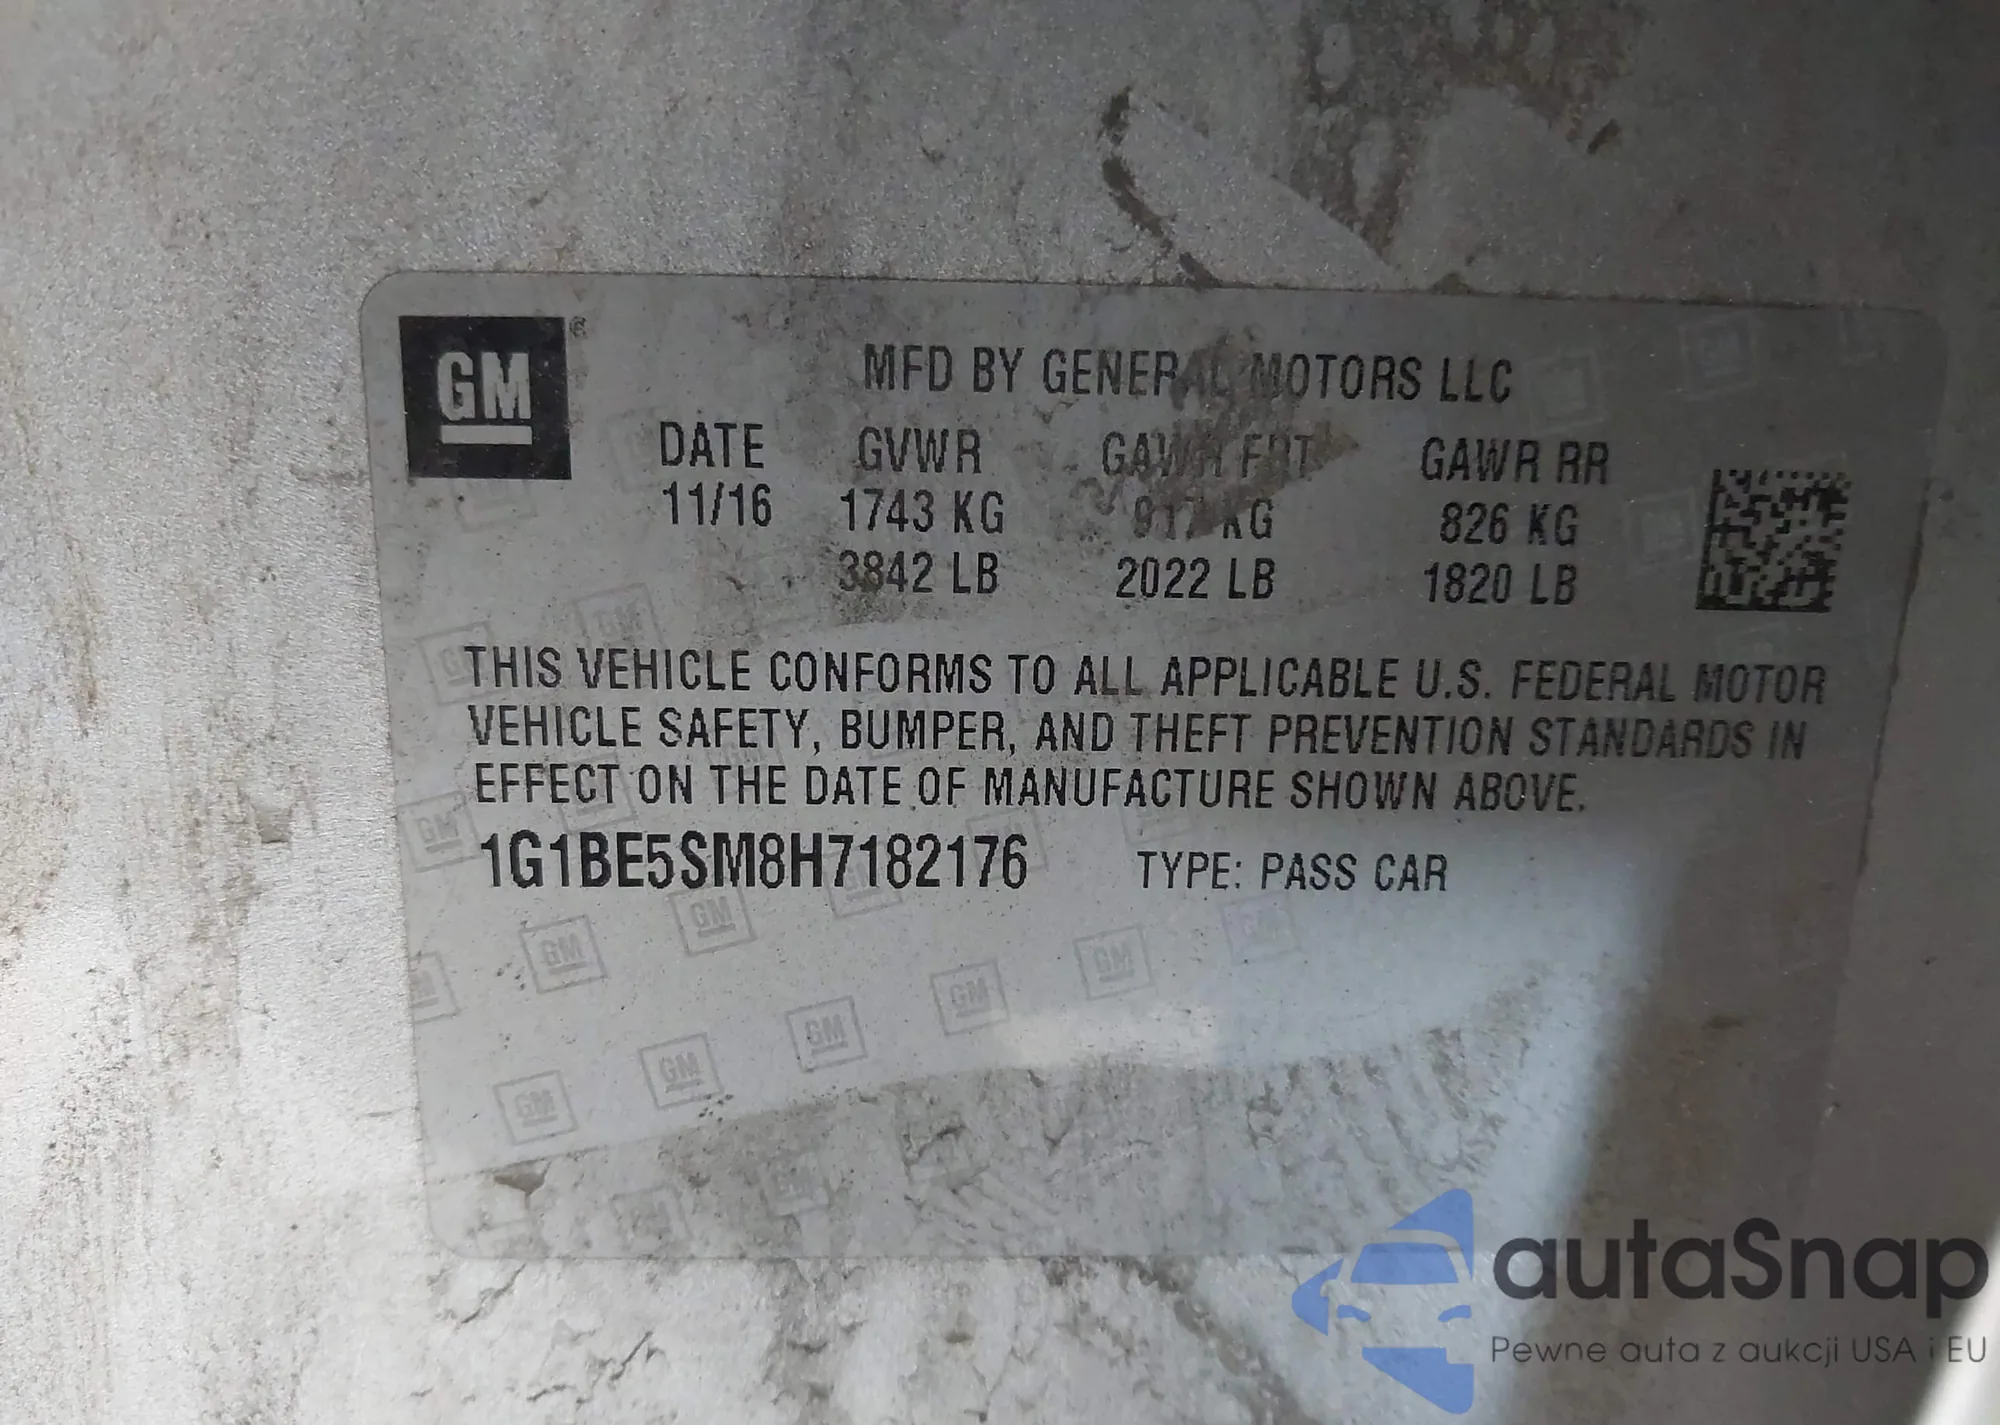 GM
MFD BY GENERAL MOTORS LLC
DATE GVWR GAWR FRT GAWR RR
11/16 1743 KG 917 KG 826 KG
3842 LB 2022 LB 1820 LB
THIS VEHICLE CONFORMS TO ALL APPLICABLE U.S. FEDERAL MOTOR
VEHICLE SAFETY, BUMPER, AND THEFT PREVENTION STANDARDS IN
EFFECT ON THE DATE OF MANUFACTURE SHOWN ABOVE.
1G1BE5SM8H7182176 TYPE: PASS CAR
autaSnap
Pewne auta z aukcji USA i EU